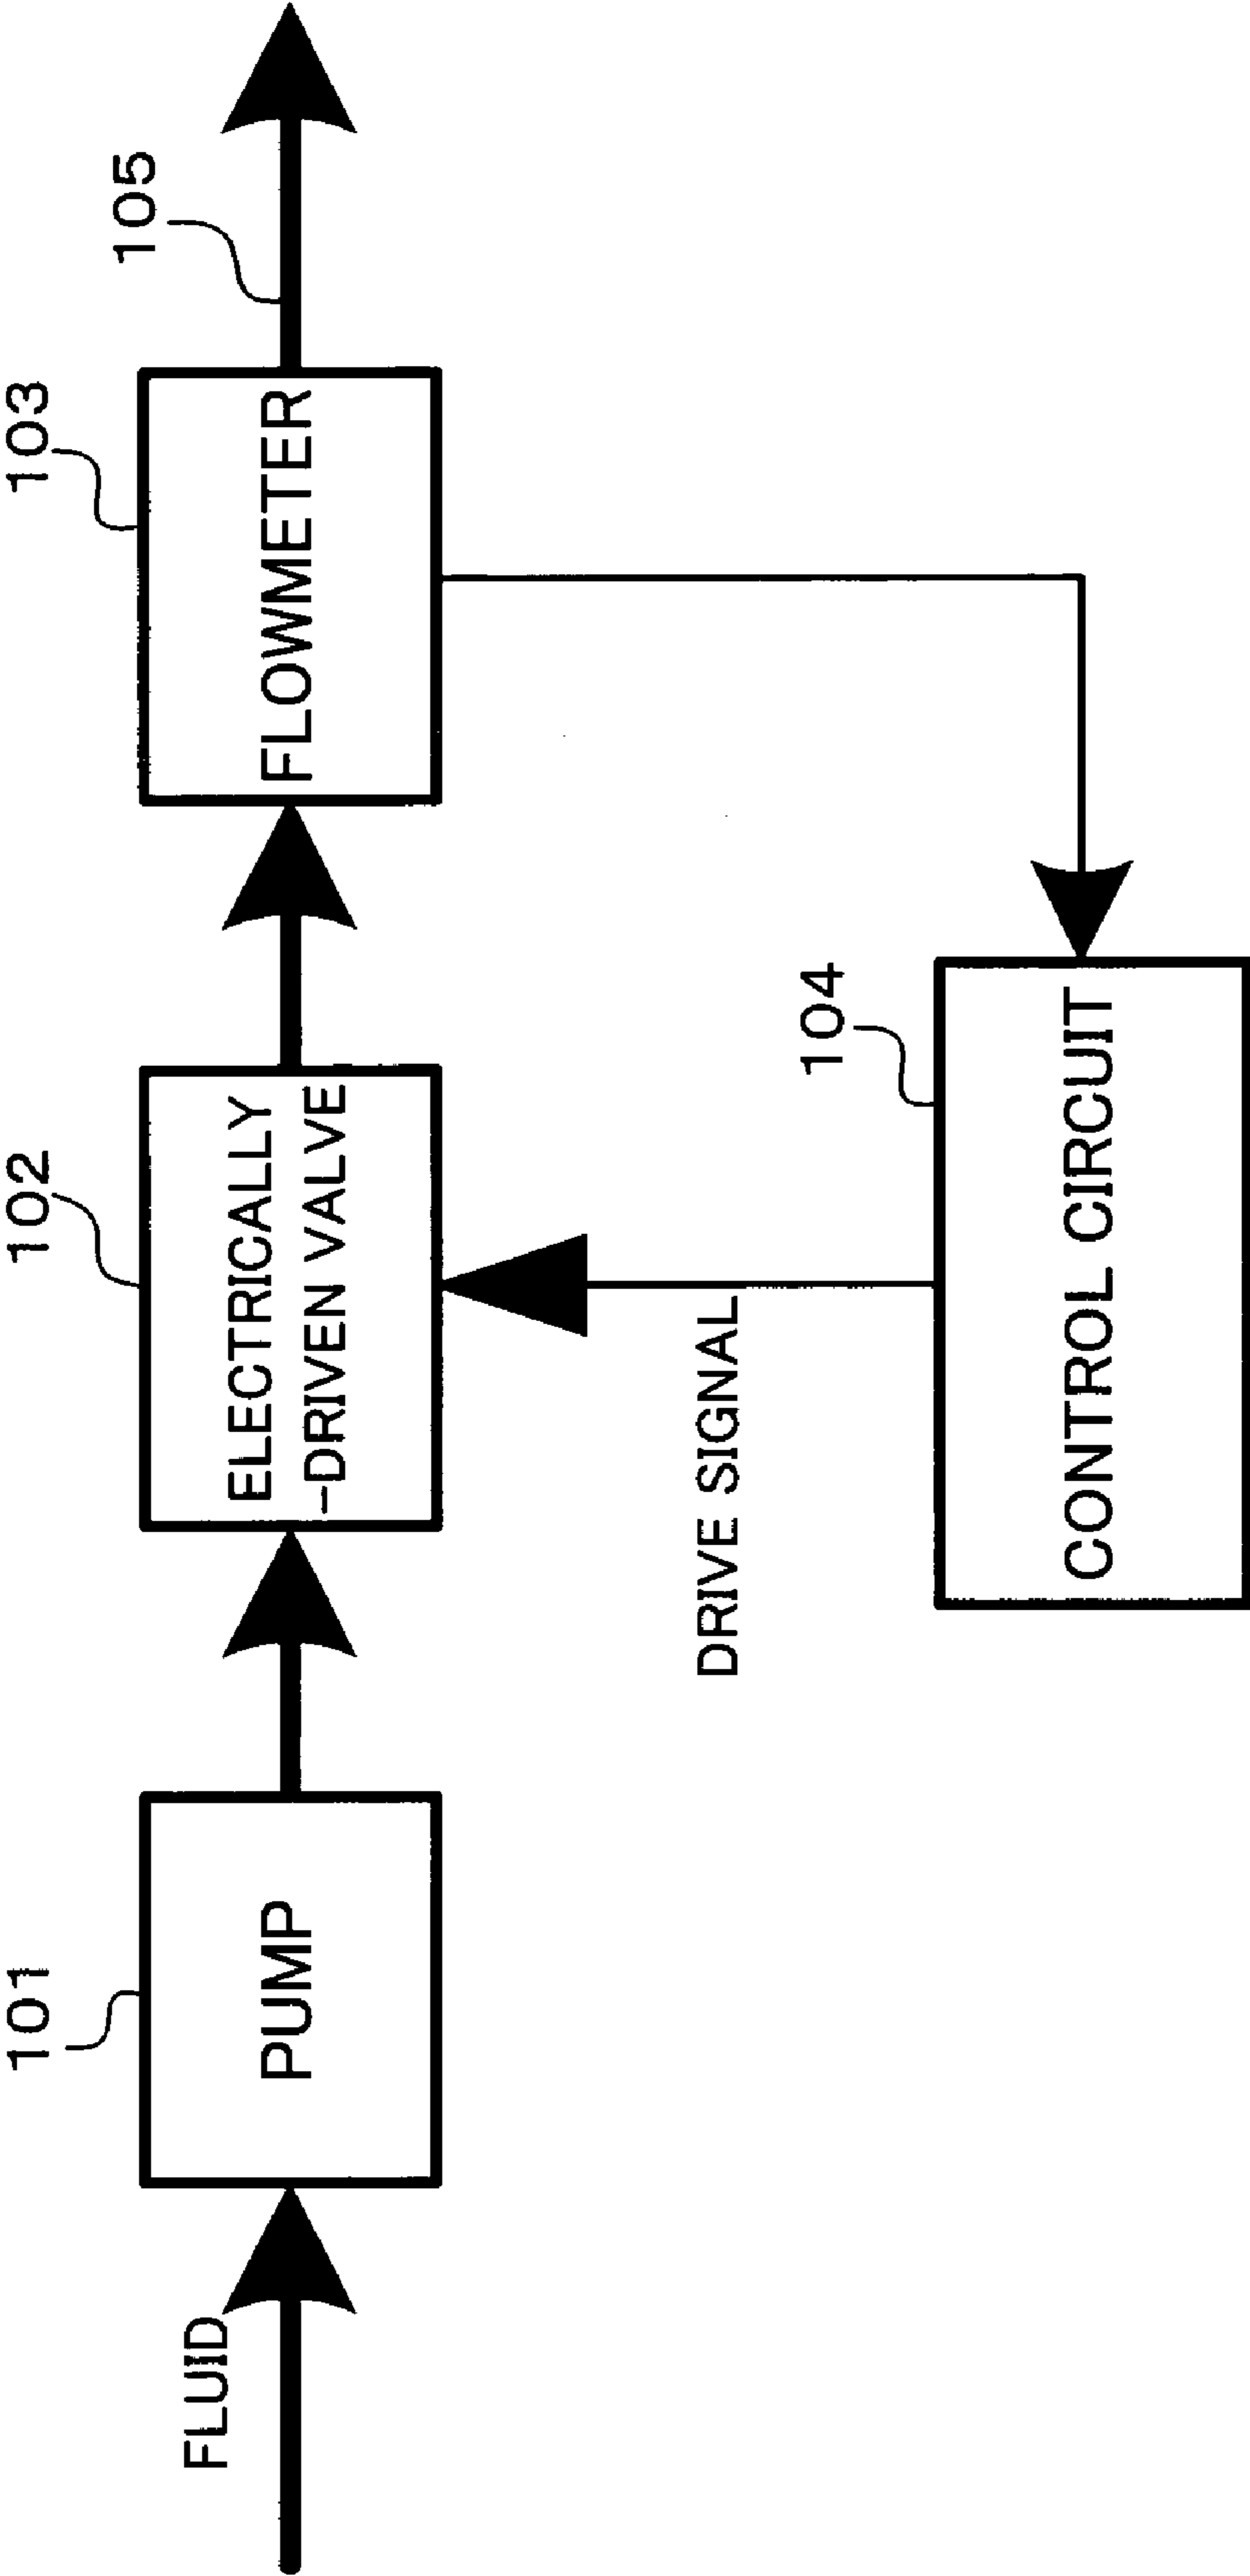 101
102
103
105
FLUID
PUMP
ELECTRICALLY
-DRIVEN VALVE
FLOWMETER
DRIVE SIGNAL
104
CONTROL CIRCUIT